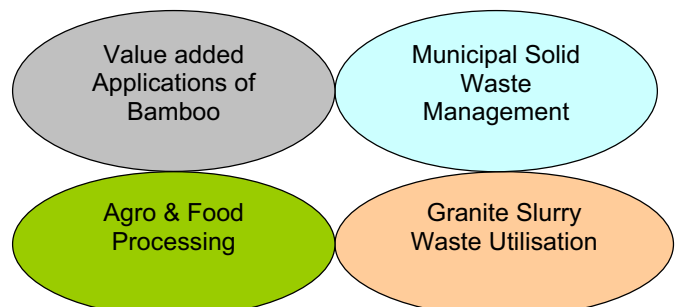 Value added
Applications of
Bamboo
Municipal Solid
Waste
Management
Agro & Food
Processing
Granite Slurry
Waste Utilisation